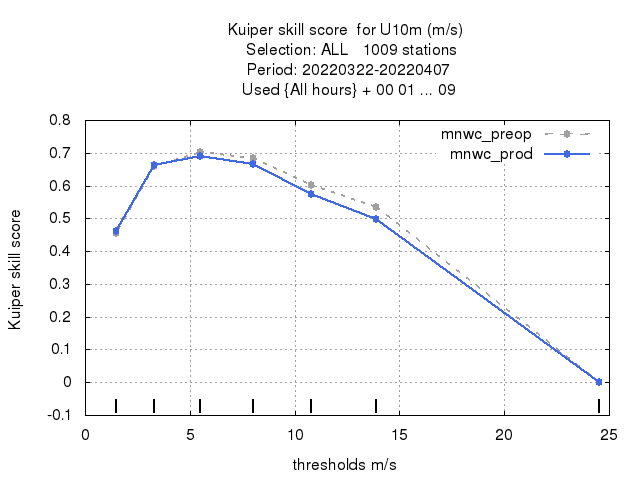 Kuiper skill score  for U10m (m/s)
Selection: ALL   1009 stations
Period: 20220322-20220407
Used {All hours} + 00 01 ... 09
mnwc_preop
mnwc_prod
0.8
0.7
0.6
0.5
0.4
0.3
0.2
0.1
0
-0.1
Kuiper skill score
0 5 10 15 20 25
thresholds m/s